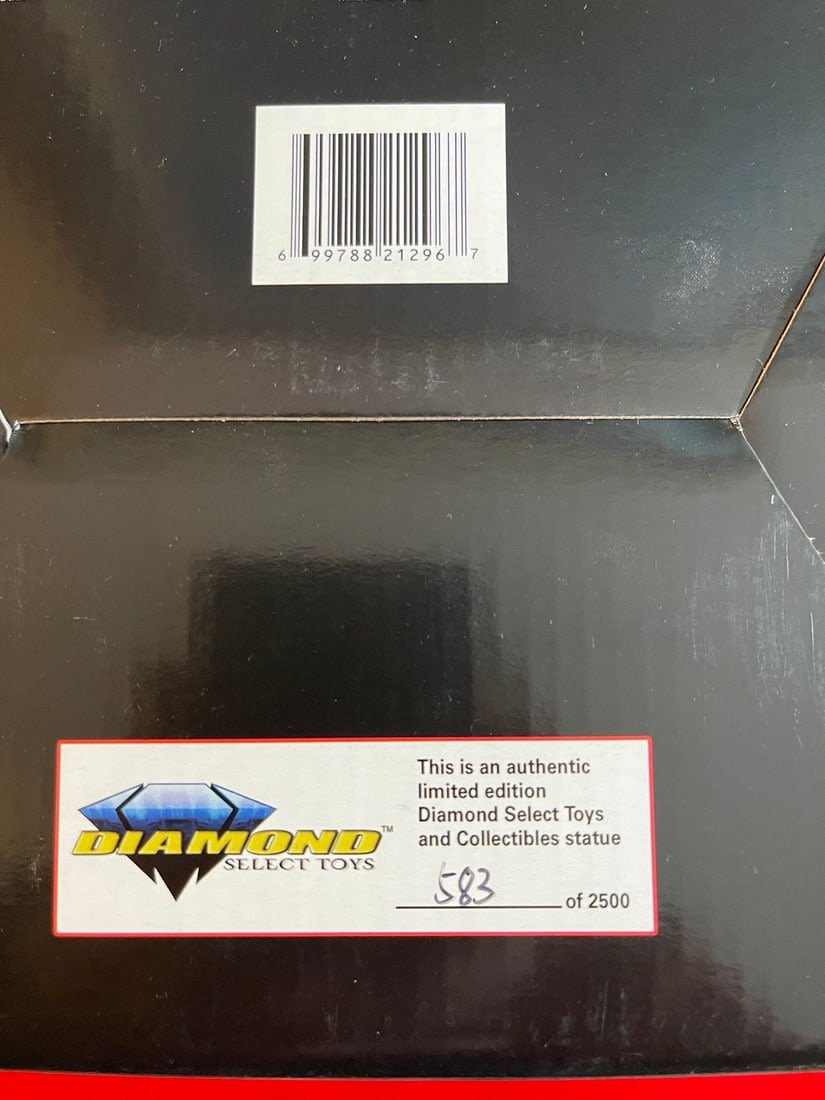 6 99788 21296 7
DIAMOND™
SELECT TOYS
This is an authentic
limited edition
Diamond Select Toys
and Collectibles statue
583 of 2500